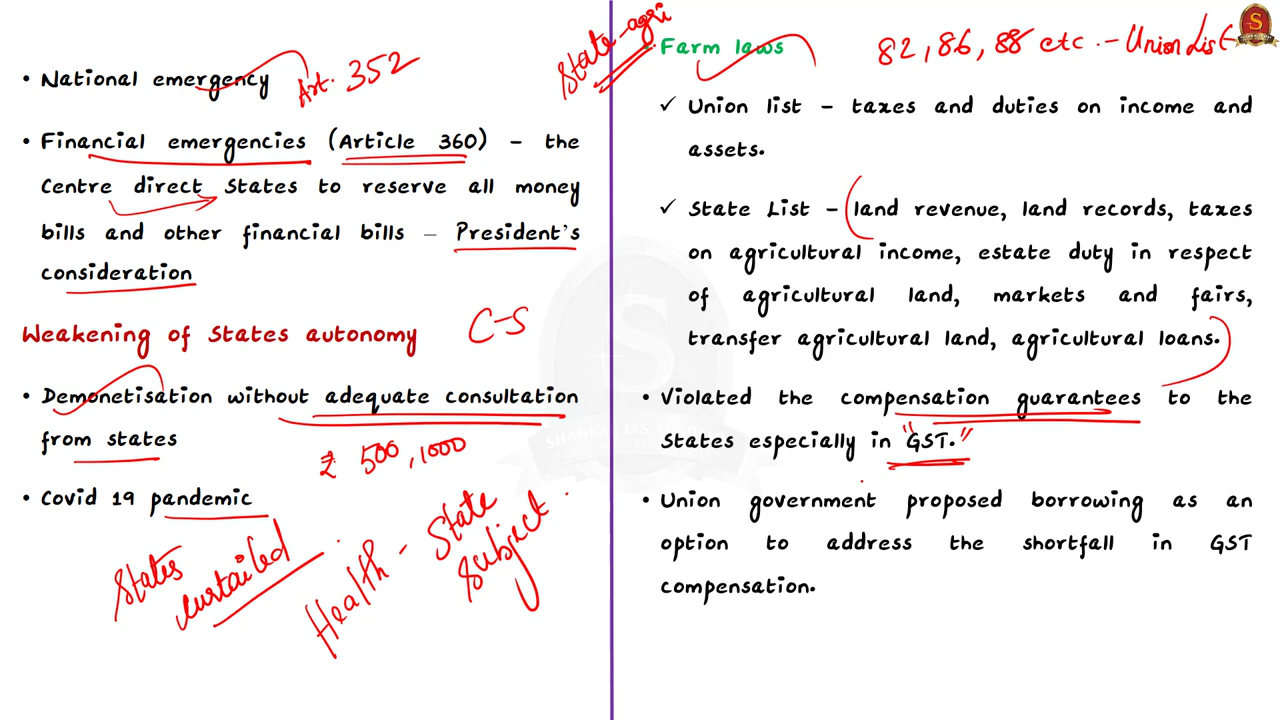 • National emergency Art. 352
• Financial emergencies (Article 360) – the
Centre direct States to reserve all money
bills and other financial bills – President's
consideration
Weakening of States autonomy C-S
• Demonetisation without adequate consultation
from states
₹ 500, 1000
• Covid 19 pandemic
States
curtailed
Health - State
subject
State-agri
• Farm laws
82, 86, 88 etc. - Union List
✓ Union list – taxes and duties on income and
assets.
✓ State List – land revenue, land records, taxes
on agricultural income, estate duty in respect
of agricultural land, markets and fairs,
transfer agricultural land, agricultural loans.
• Violated the compensation guarantees to the
States especially in "GST."
• Union government proposed borrowing as an
option to address the shortfall in GST
compensation.